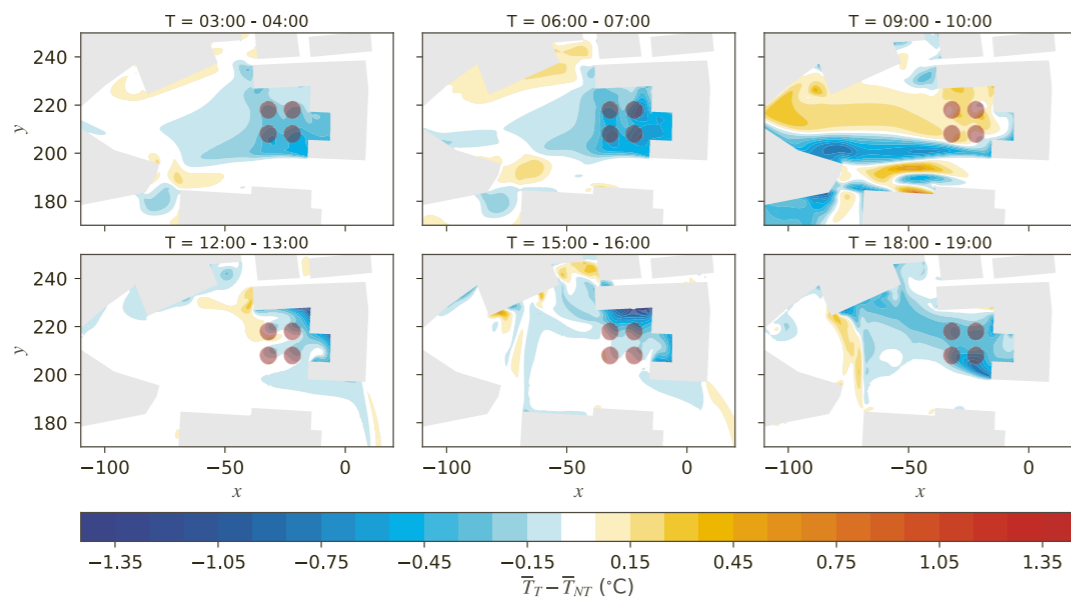 T = 03:00 - 04:00 T = 06:00 - 07:00 T = 09:00 - 10:00
240
220
y
200
180
T = 12:00 - 13:00 T = 15:00 - 16:00 T = 18:00 - 19:00
240
220
y
200
180
−100 −50 0 −100 −50 0 −100 −50 0
x x x
−1.35 −1.05 −0.75 −0.45 −0.15 0.15 0.45 0.75 1.05 1.35
T̅_T − T̅_NT (°C)